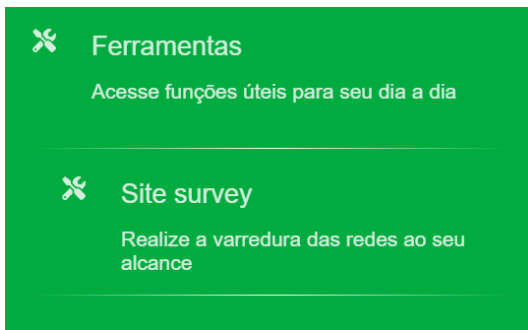 Ferramentas
Acesse funções úteis para seu dia a dia
Site survey
Realize a varredura das redes ao seu
alcance